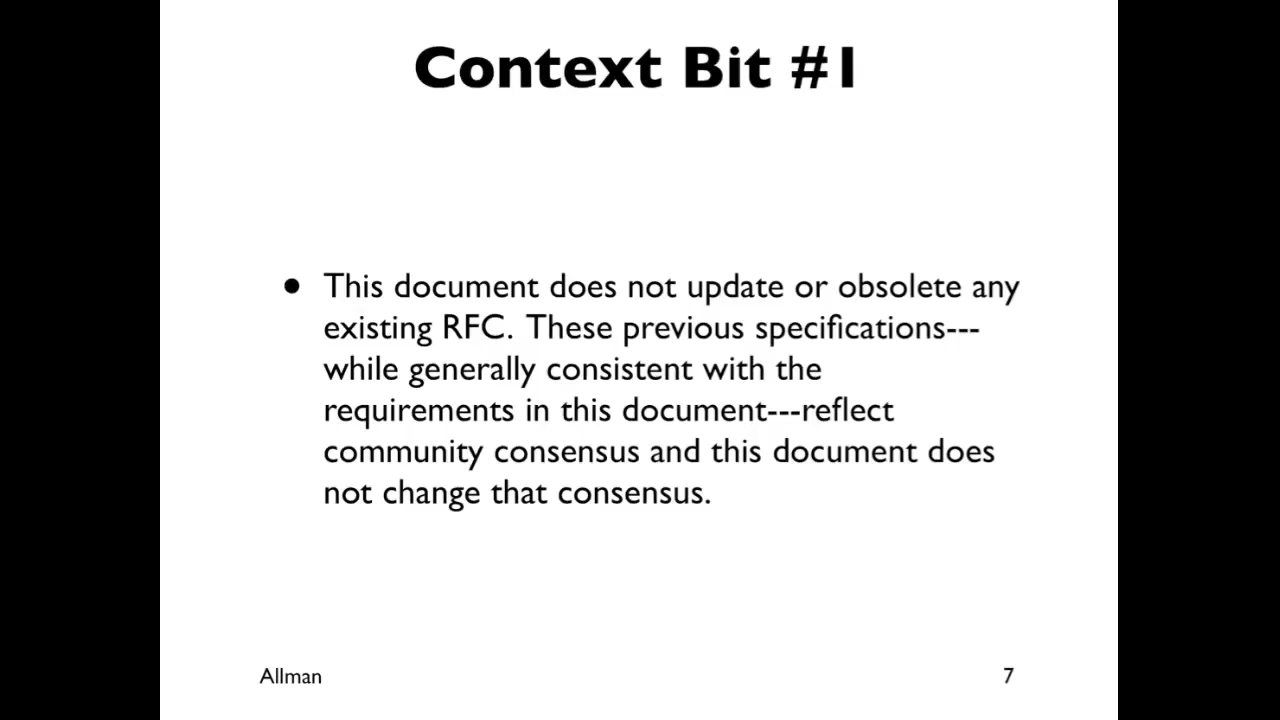 Context Bit #1
• This document does not update or obsolete any
existing RFC. These previous specifications---
while generally consistent with the
requirements in this document---reflect
community consensus and this document does
not change that consensus.
Allman
7